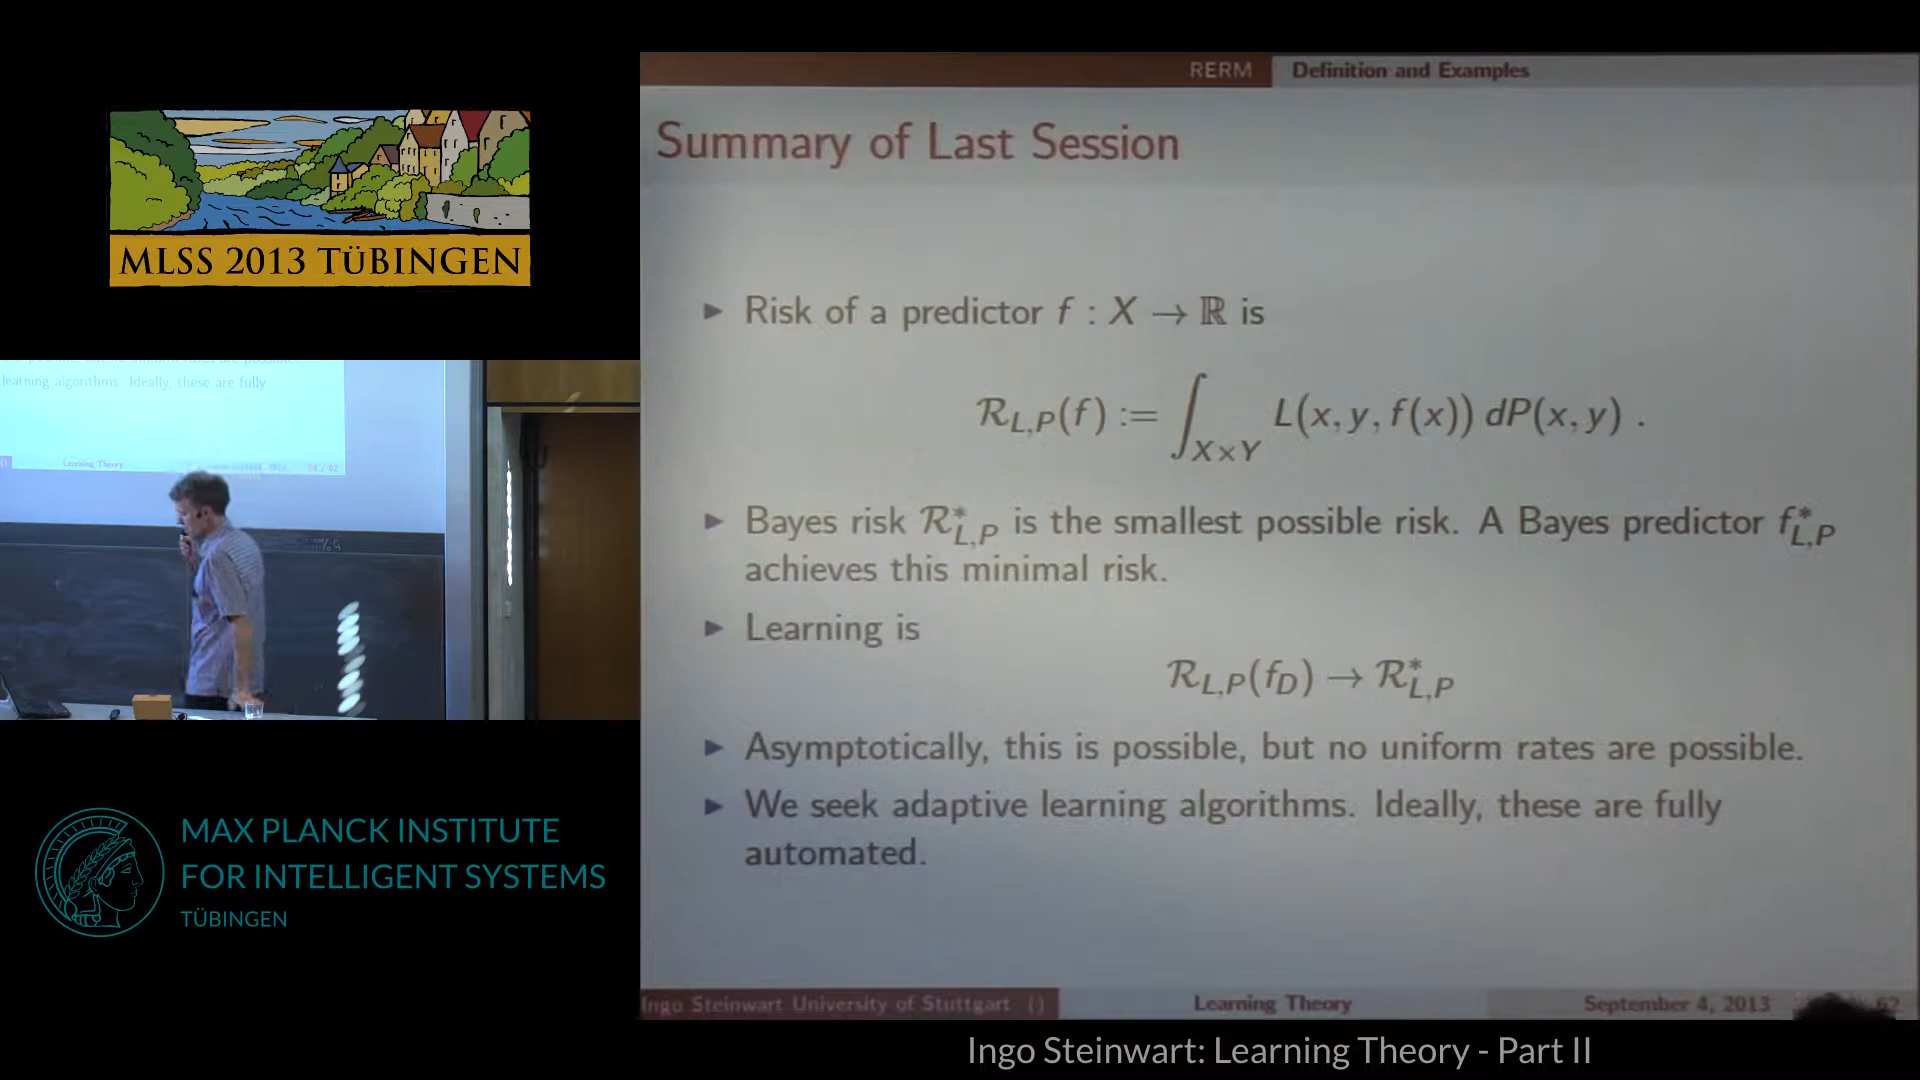 RERM Definition and Examples
Summary of Last Session
▶ Risk of a predictor f : X → ℝ is
R_{L,P}(f) := ∫_{X×Y} L(x, y, f(x)) dP(x, y) .
▶ Bayes risk R*_{L,P} is the smallest possible risk. A Bayes predictor f*_{L,P}
achieves this minimal risk.
▶ Learning is
R_{L,P}(f_D) → R*_{L,P}
▶ Asymptotically, this is possible, but no uniform rates are possible.
▶ We seek adaptive learning algorithms. Ideally, these are fully
automated.
Ingo Steinwart University of Stuttgart () Learning Theory September 4, 2013 62
MLSS 2013 TÜBINGEN
learning algorithms. Ideally, these are fully
Learning Theory
MAX PLANCK INSTITUTE
FOR INTELLIGENT SYSTEMS
TÜBINGEN
Ingo Steinwart: Learning Theory - Part II